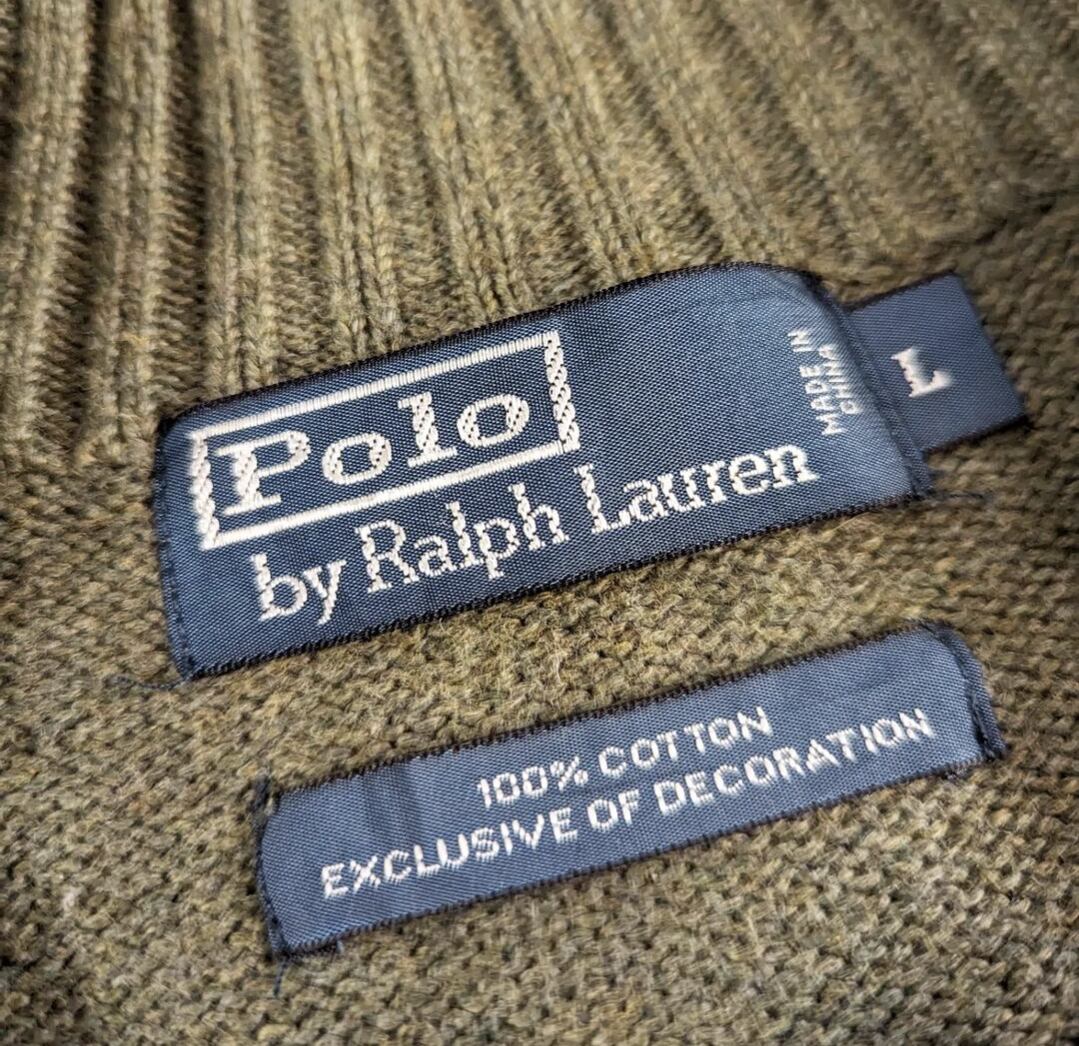 Polo
by Ralph Lauren
MADE IN
CHINA
L
100% COTTON
EXCLUSIVE OF DECORATION